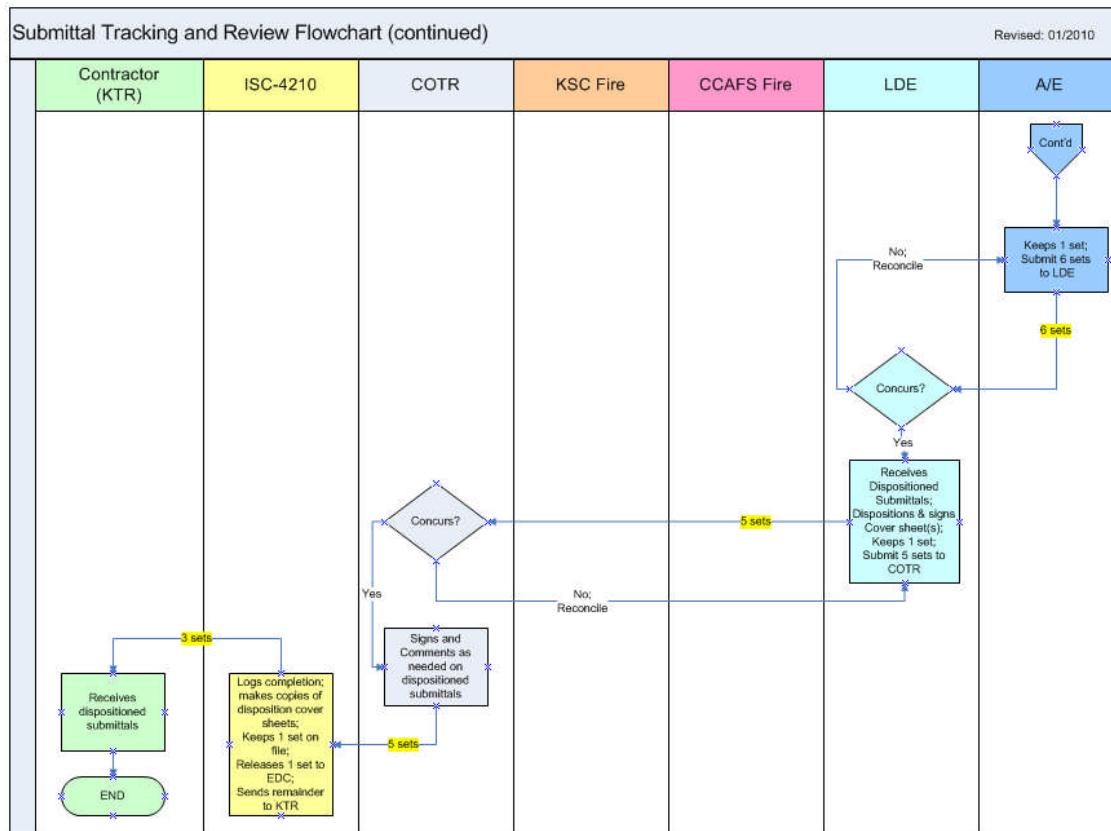 Submittal Tracking and Review Flowchart (continued)
Revised: 01/2010
Contractor
(KTR)
ISC-4210
COTR
KSC Fire
CCAFS Fire
LDE
A/E
Cont'd
Keeps 1 set;
Submit 6 sets
to LDE
No;
Reconcile
6 sets
Concurs?
Yes
Receives
Dispositioned
Submittals;
Dispositions & signs
Cover sheet(s);
Keeps 1 set;
Submit 5 sets to
COTR
5 sets
Concurs?
Yes
No;
Reconcile
Signs and
Comments as
needed on
dispositioned
submittals
5 sets
Logs completion;
makes copies of
disposition cover
sheets;
Keeps 1 set on
file;
Releases 1 set to
EDC;
Sends remainder
to KTR
3 sets
Receives
dispositioned
submittals
END